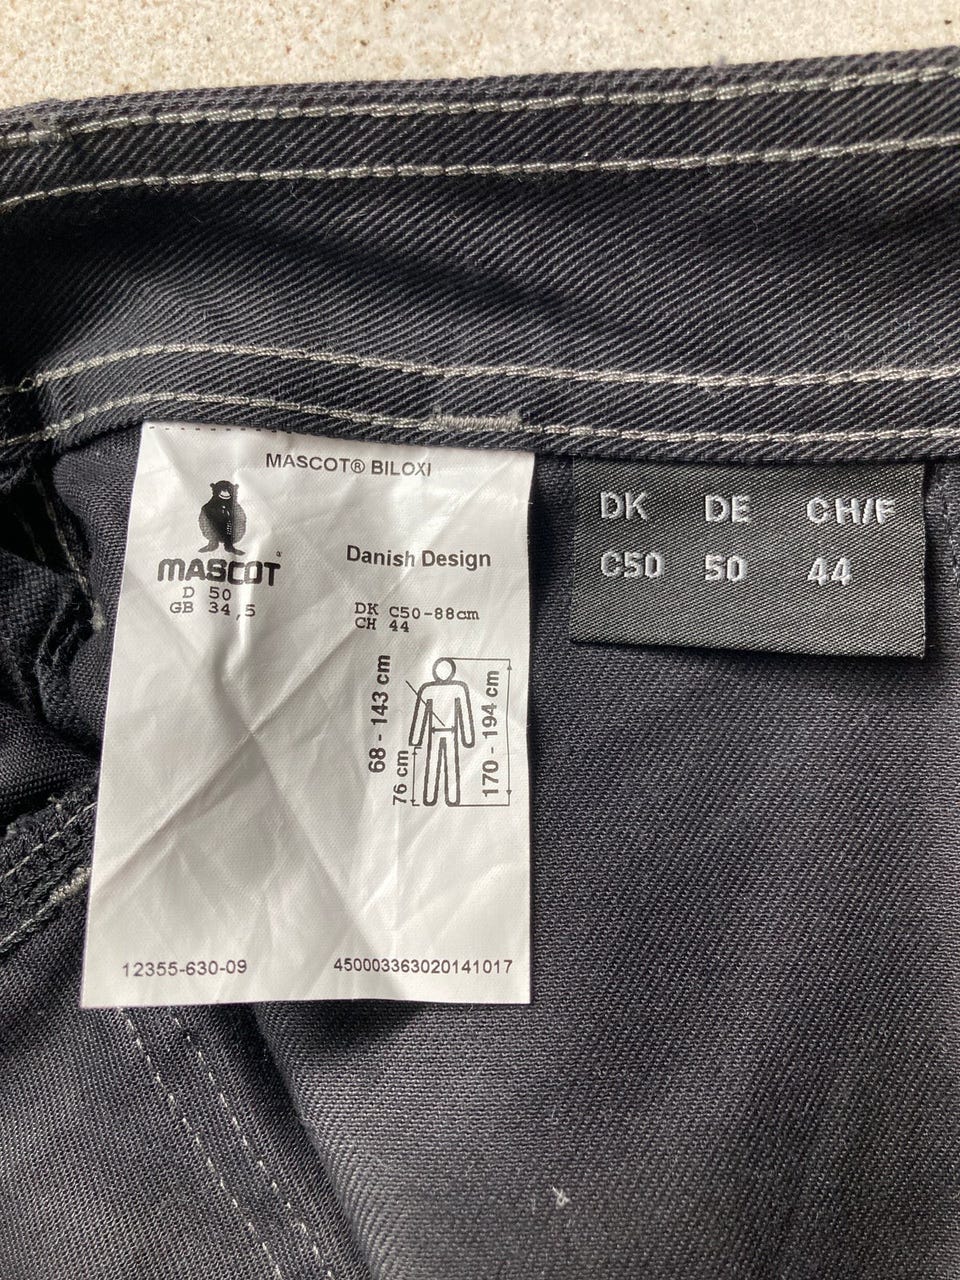 MASCOT® BILOXI
MASCOT®
D 50
GB 34,5
Danish Design
DK C50-88cm
CH 44
68 - 143 cm
76 cm
170 - 194 cm
12355-630-09
450003363020141017
DK DE CH/F
C50 50 44